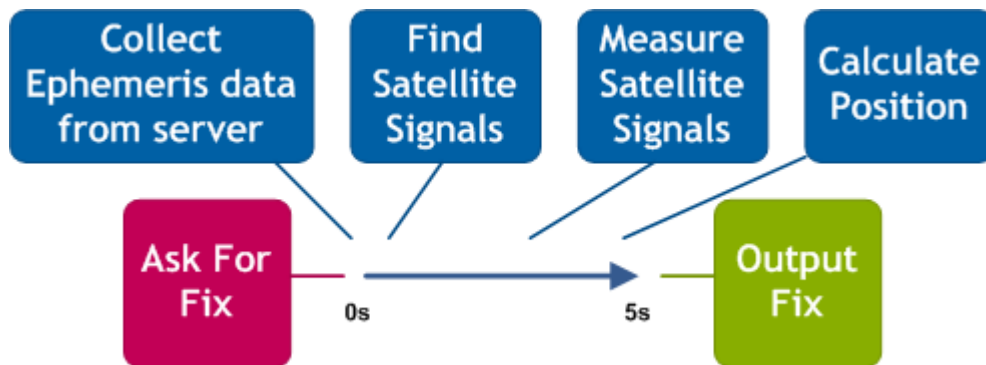 Collect
Ephemeris data
from server
Find
Satellite
Signals
Measure
Satellite
Signals
Calculate
Position
Ask For
Fix
0s
5s
Output
Fix